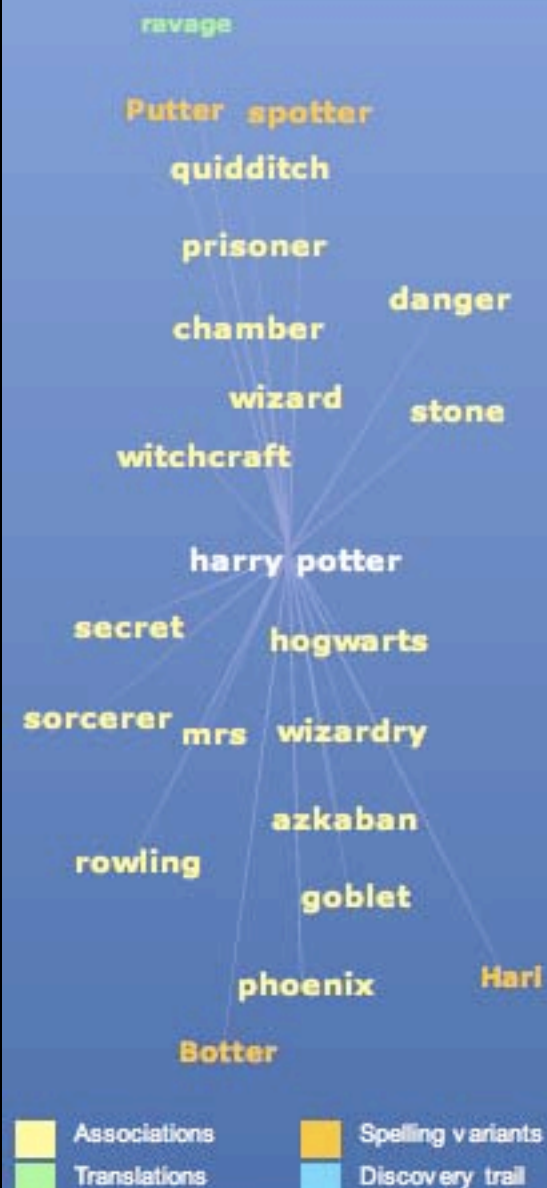 ravage
Putter spotter
quidditch
prisoner
danger
chamber
wizard
stone
witchcraft
harry potter
secret
hogwarts
sorcerer
mrs
wizardry
azkaban
rowling
goblet
Hari
phoenix
Botter
Associations
Spelling variants
Translations
Discovery trail